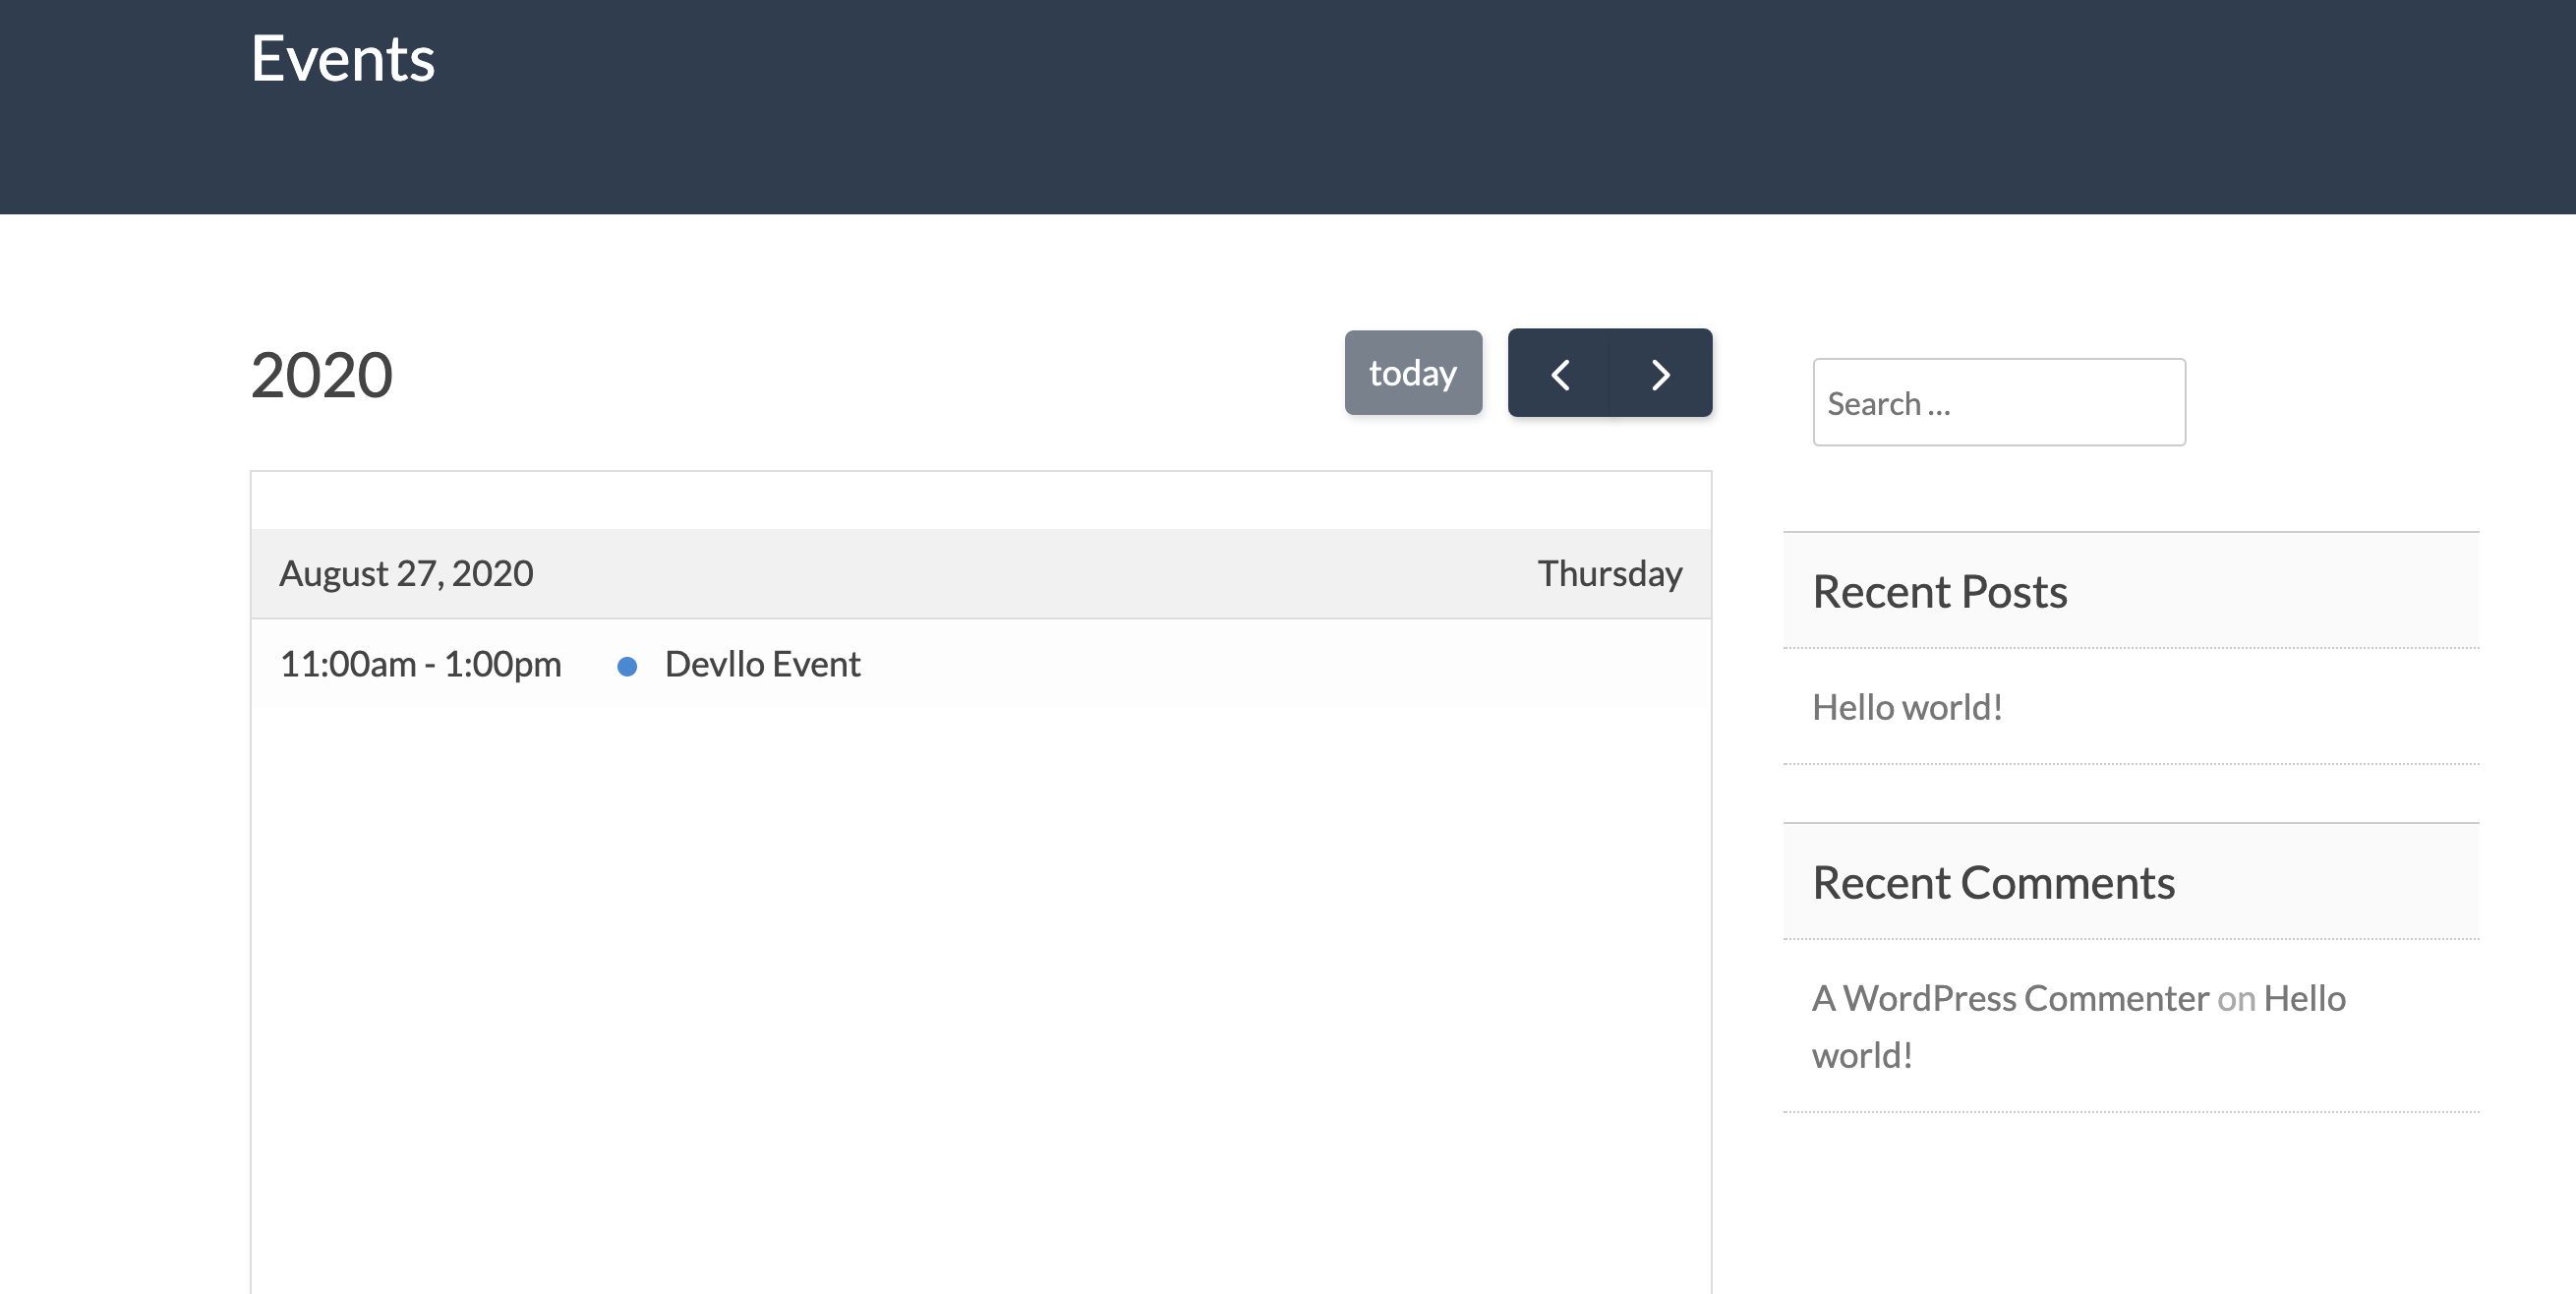 Events
2020
today
Search ...
August 27, 2020 Thursday
11:00am - 1:00pm Devllo Event
Recent Posts
Hello world!
Recent Comments
A WordPress Commenter on Hello
world!